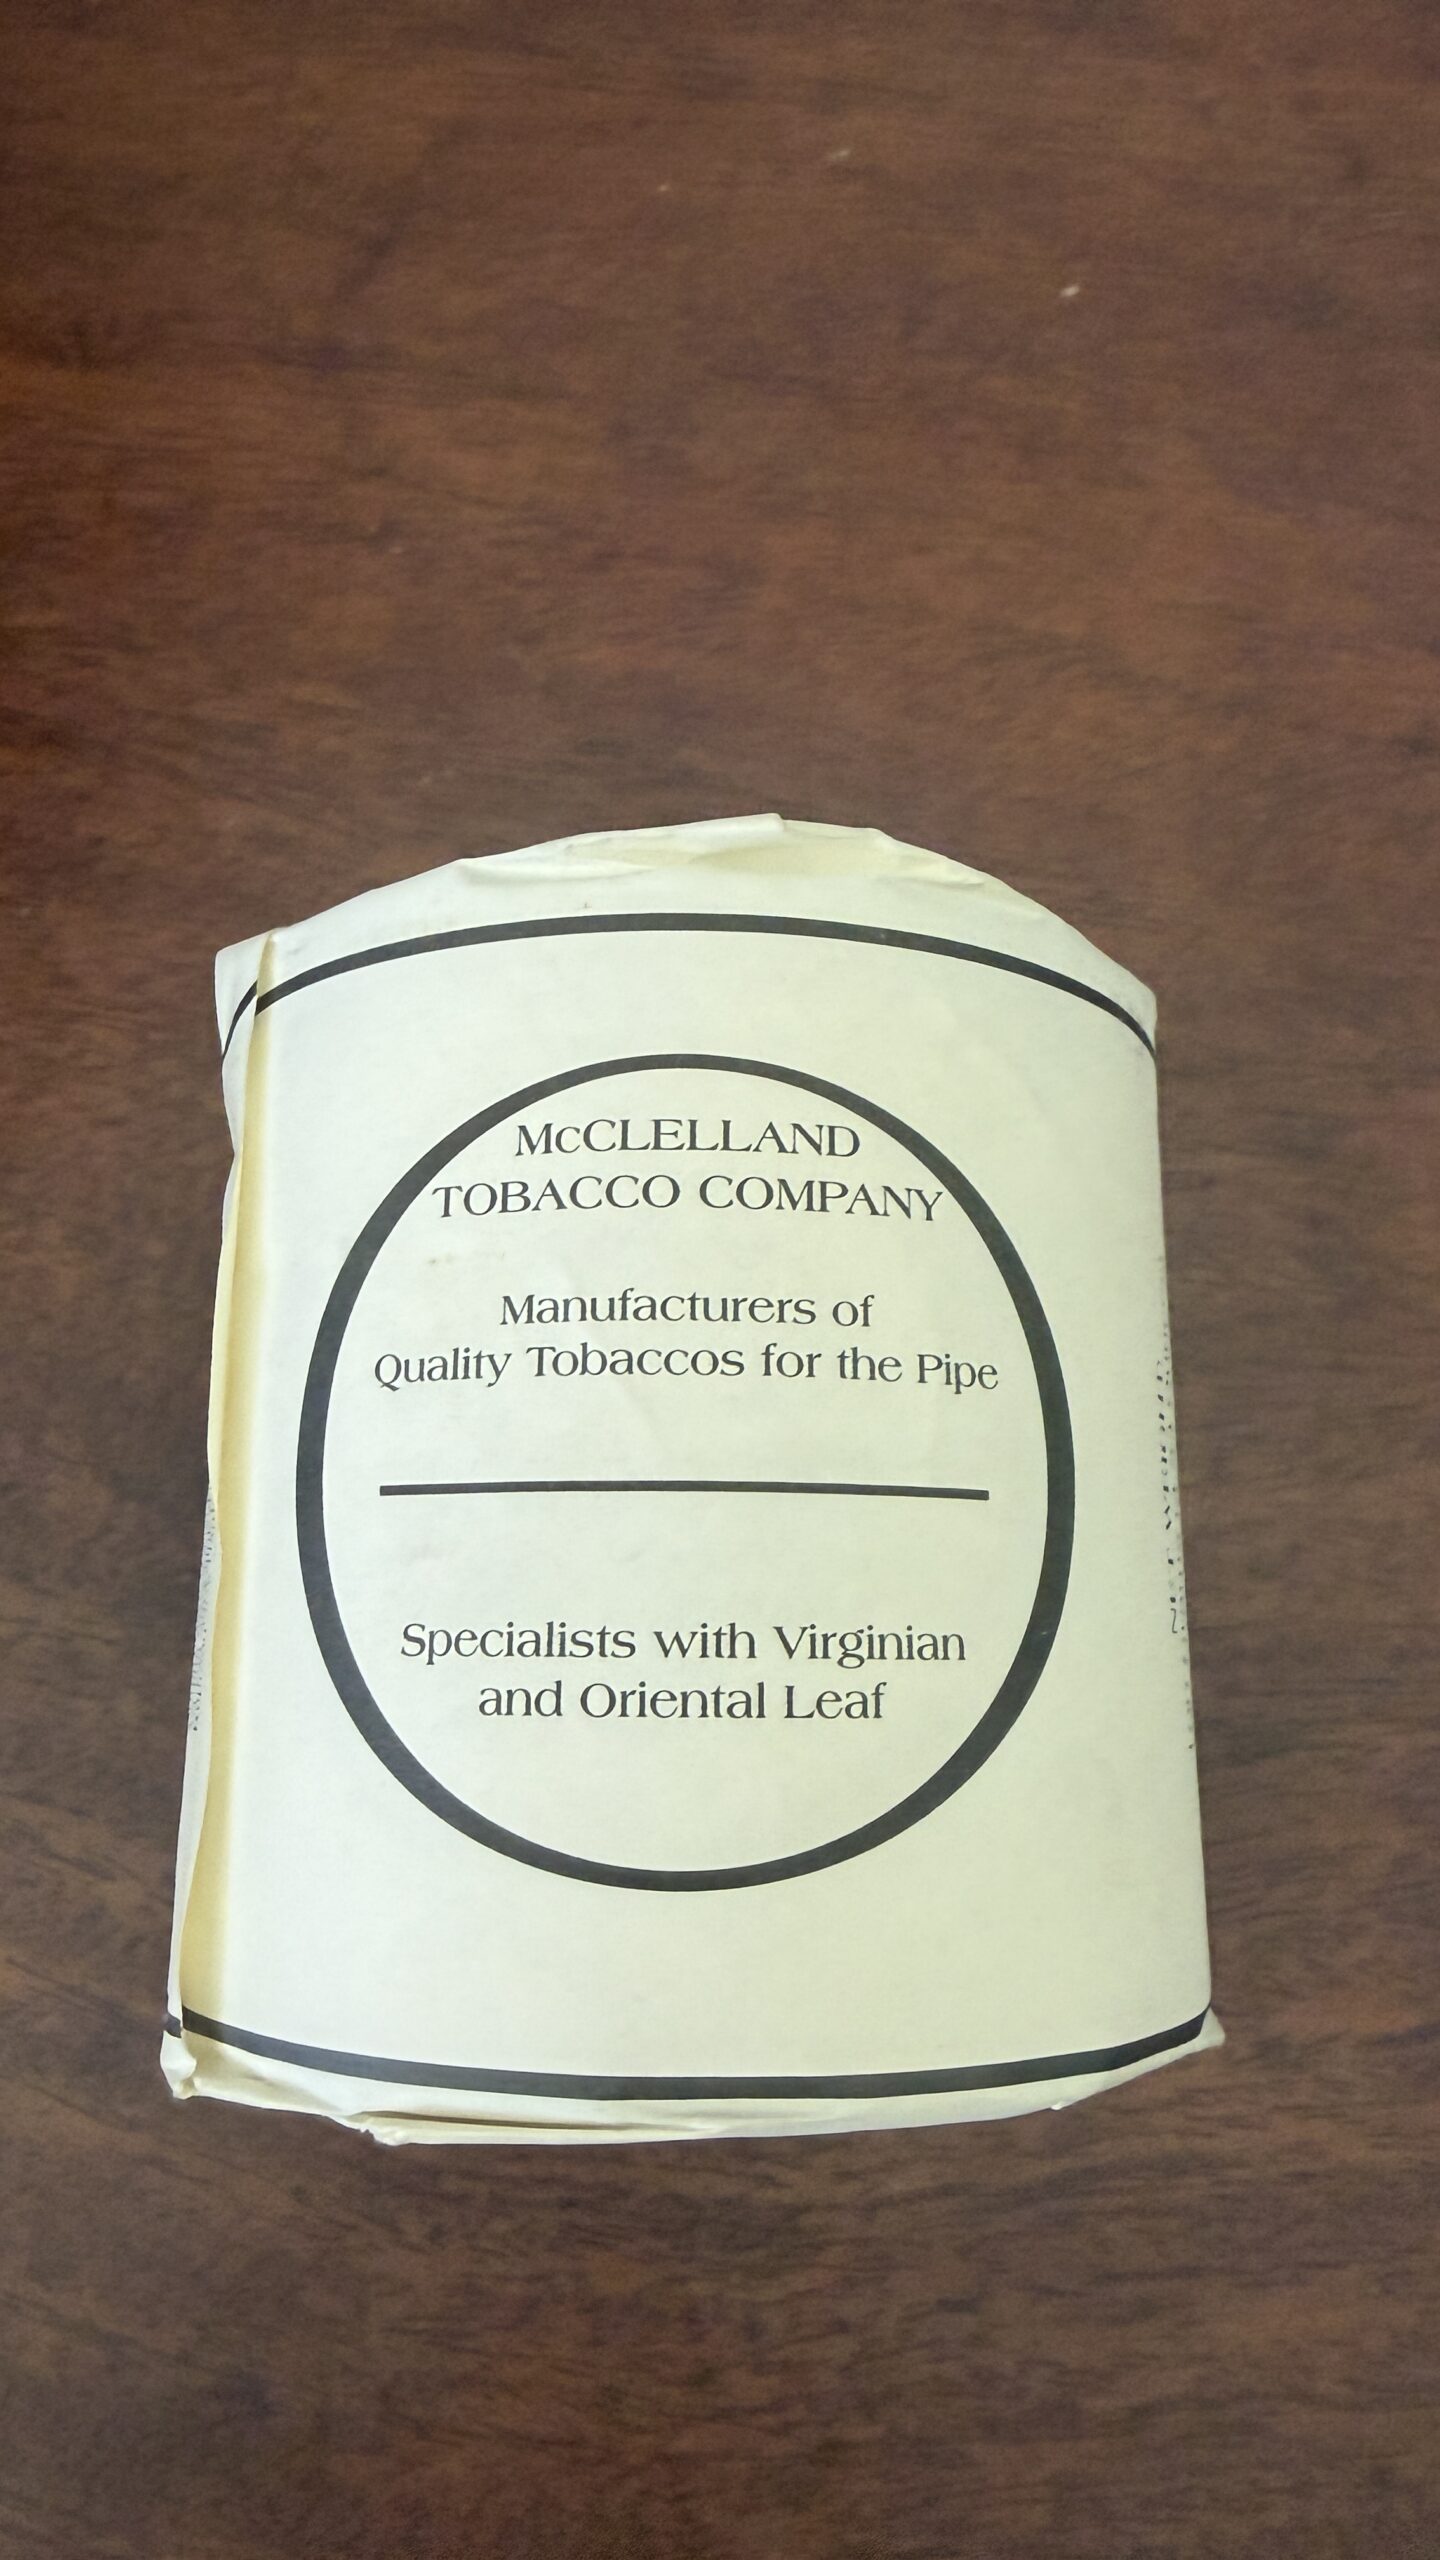 McCLELLAND
TOBACCO COMPANY
Manufacturers of
Quality Tobaccos for the Pipe
Specialists with Virginian
and Oriental Leaf